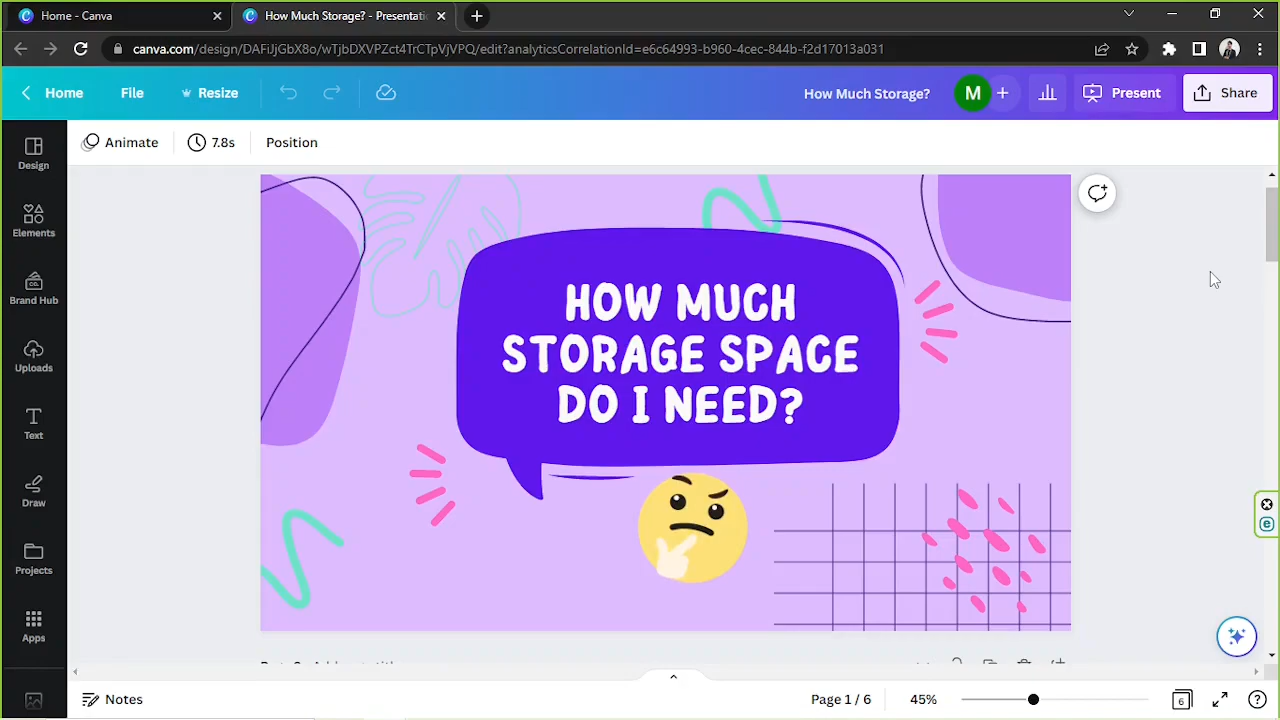 Home - Canva
How Much Storage? - Presentatio
canva.com/design/DAFiJjGbX8o/wTjbDXVPZct4TrCTpVjVPQ/edit?analyticsCorrelationId=e6c64993-b960-4cec-844b-f2d17013a031
Home
File
Resize
How Much Storage?
M
Present
Share
Animate
7.8s
Position
Design
Elements
Brand Hub
Uploads
Text
Draw
Projects
Apps
HOW MUCH
STORAGE SPACE
DO I NEED?
Notes
Page 1 / 6
45%
6